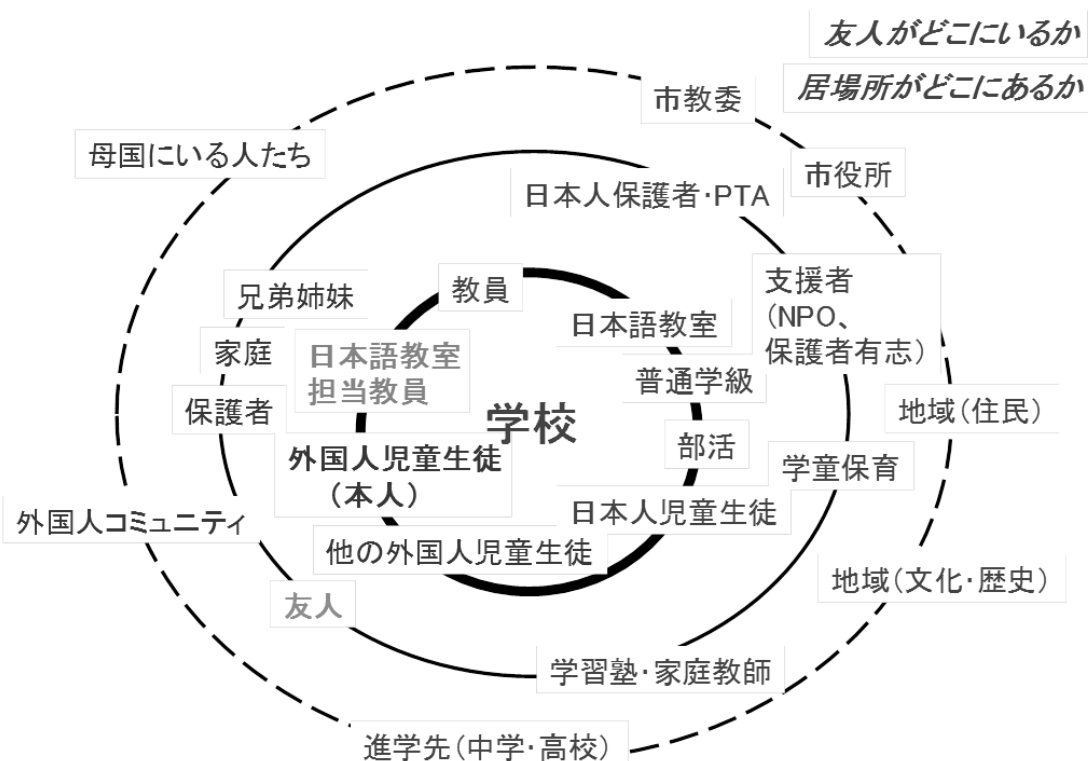 友人がどこにいるか
居場所がどこにあるか
市教委
母国にいる人たち
市役所
日本人保護者・PTA
兄弟姉妹
教員
支援者
(NPO、
保護者有志)
日本語教室
家庭
日本語教室
担当教員
普通学級
保護者
学校
地域(住民)
部活
外国人児童生徒
(本人)
学童保育
外国人コミュニティ
日本人児童生徒
他の外国人児童生徒
地域(文化・歴史)
友人
学習塾・家庭教師
進学先(中学・高校)